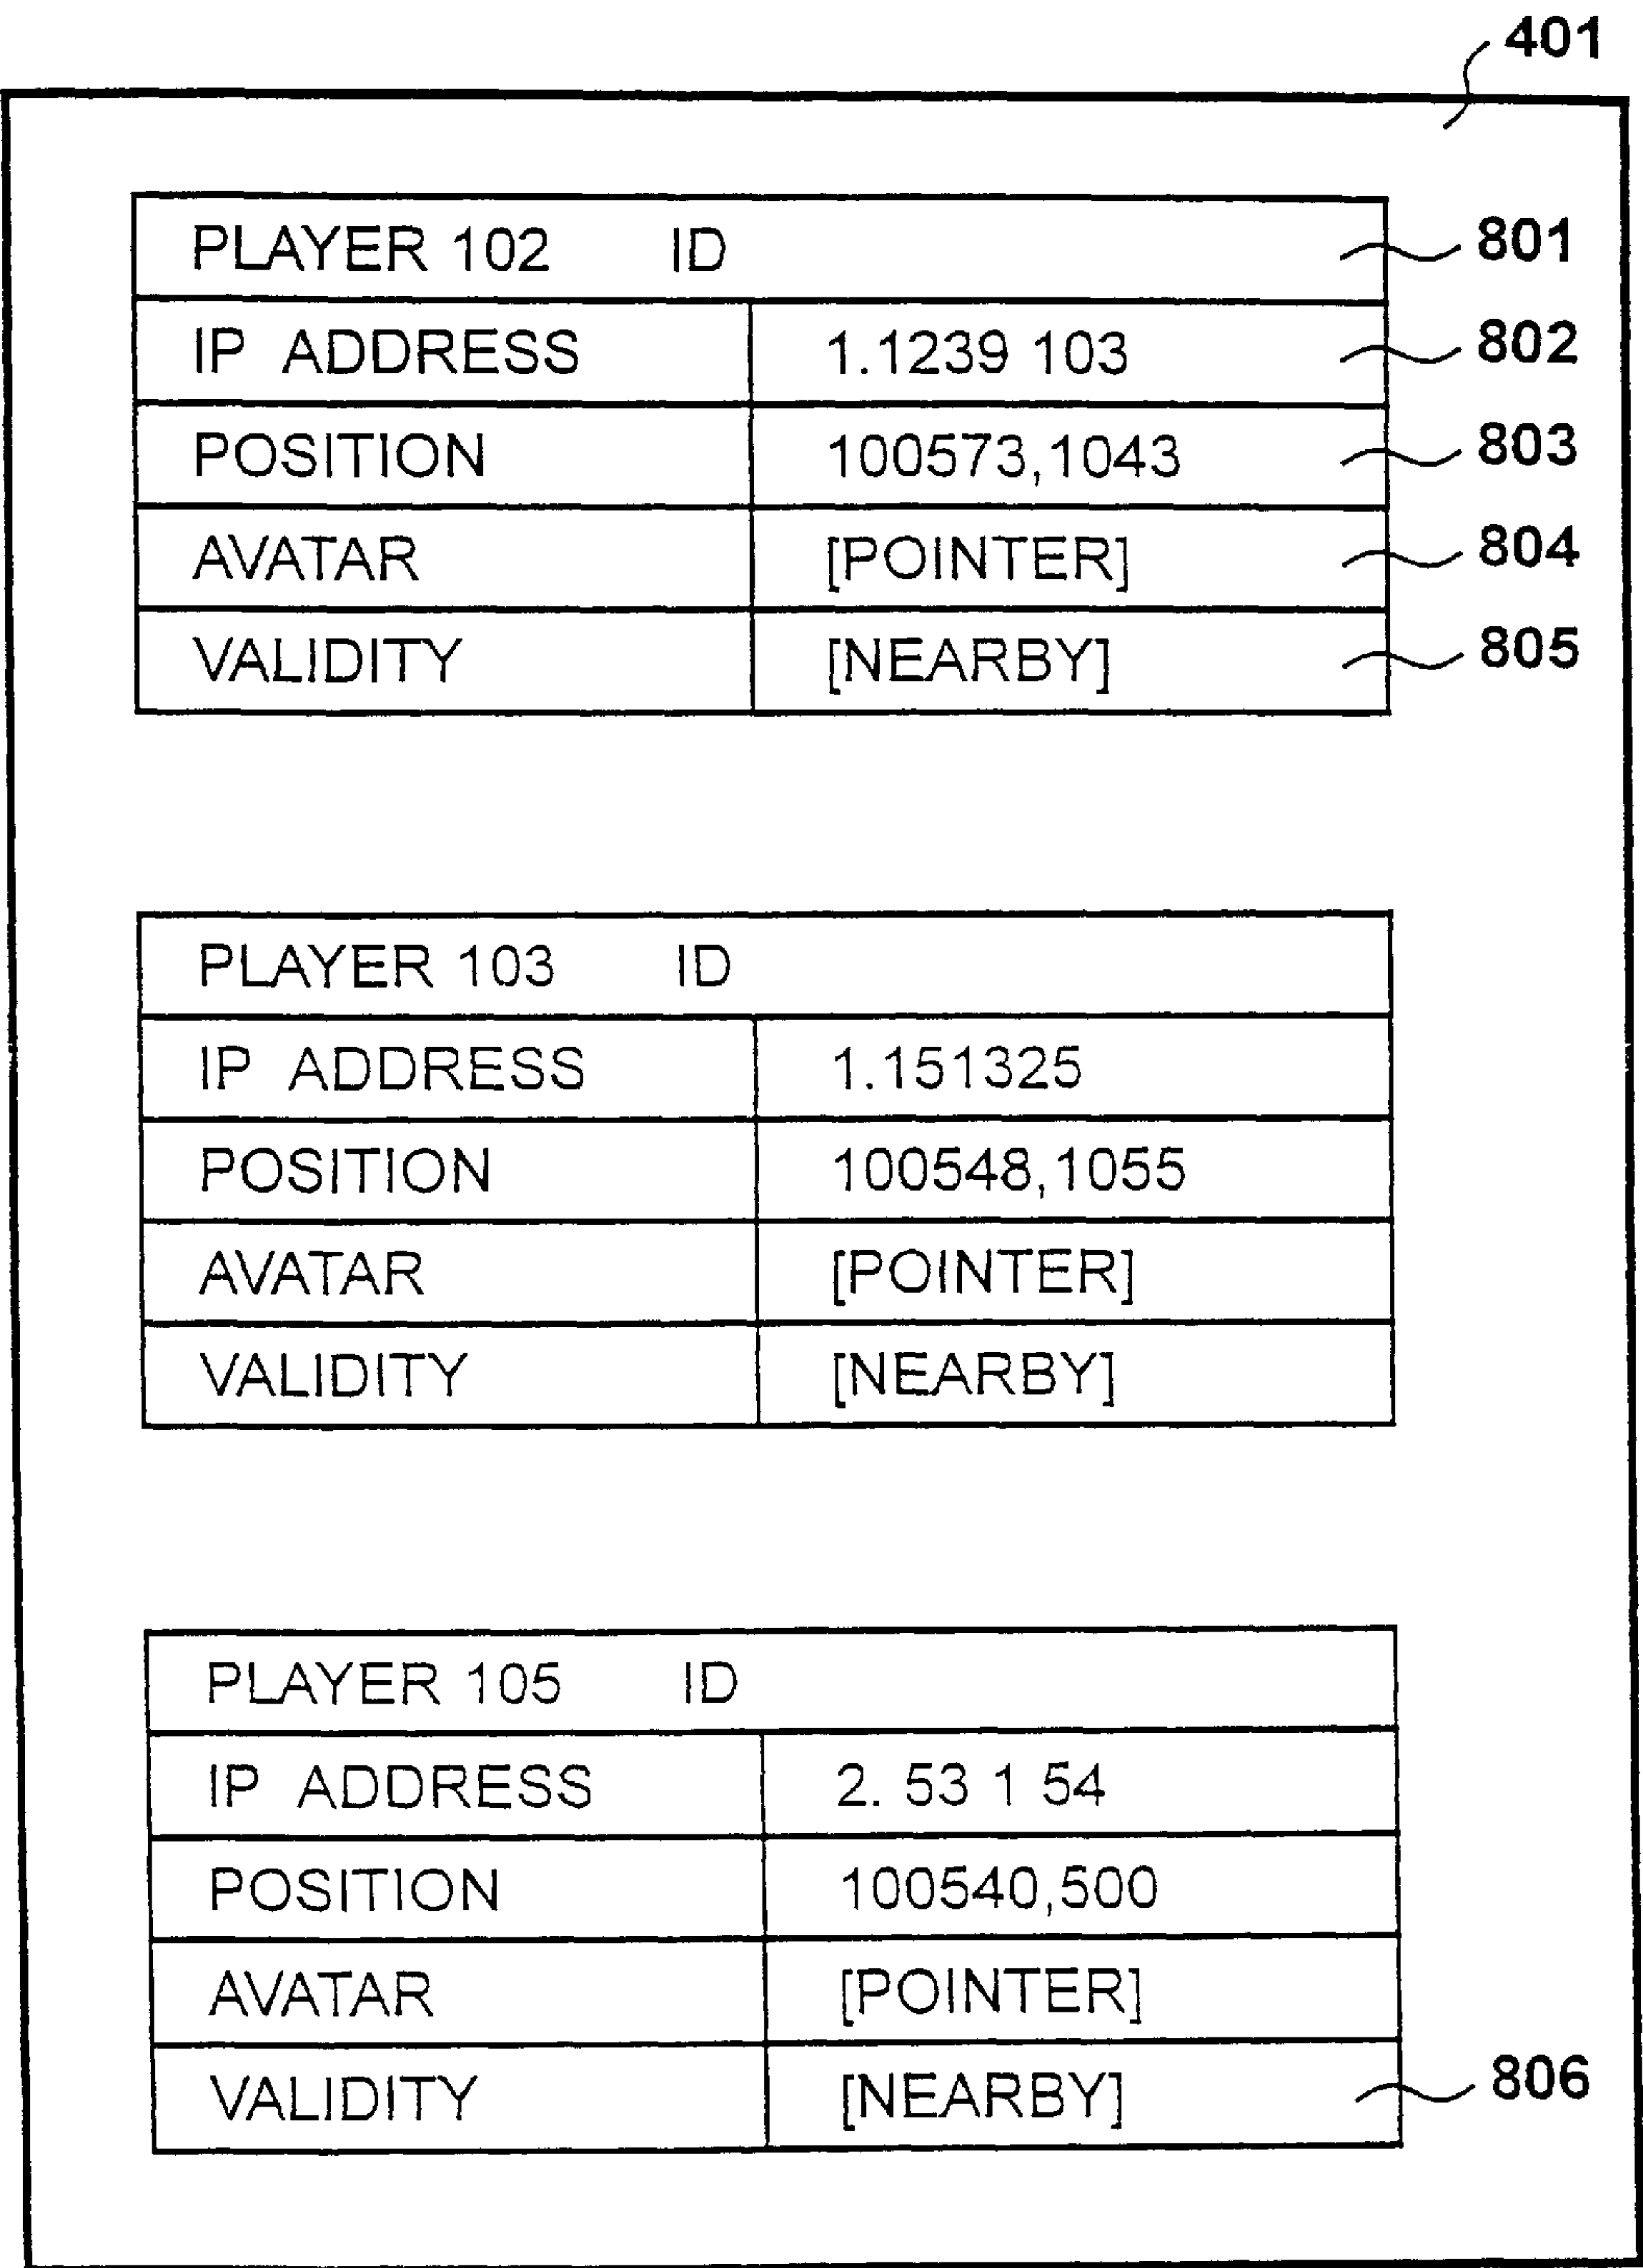 401
PLAYER 102 ID 801
IP ADDRESS 1.1239 103 802
POSITION 100573,1043 803
AVATAR [POINTER] 804
VALIDITY [NEARBY] 805
PLAYER 103 ID
IP ADDRESS 1.151325
POSITION 100548,1055
AVATAR [POINTER]
VALIDITY [NEARBY]
PLAYER 105 ID
IP ADDRESS 2. 53 1 54
POSITION 100540,500
AVATAR [POINTER]
VALIDITY [NEARBY] 806